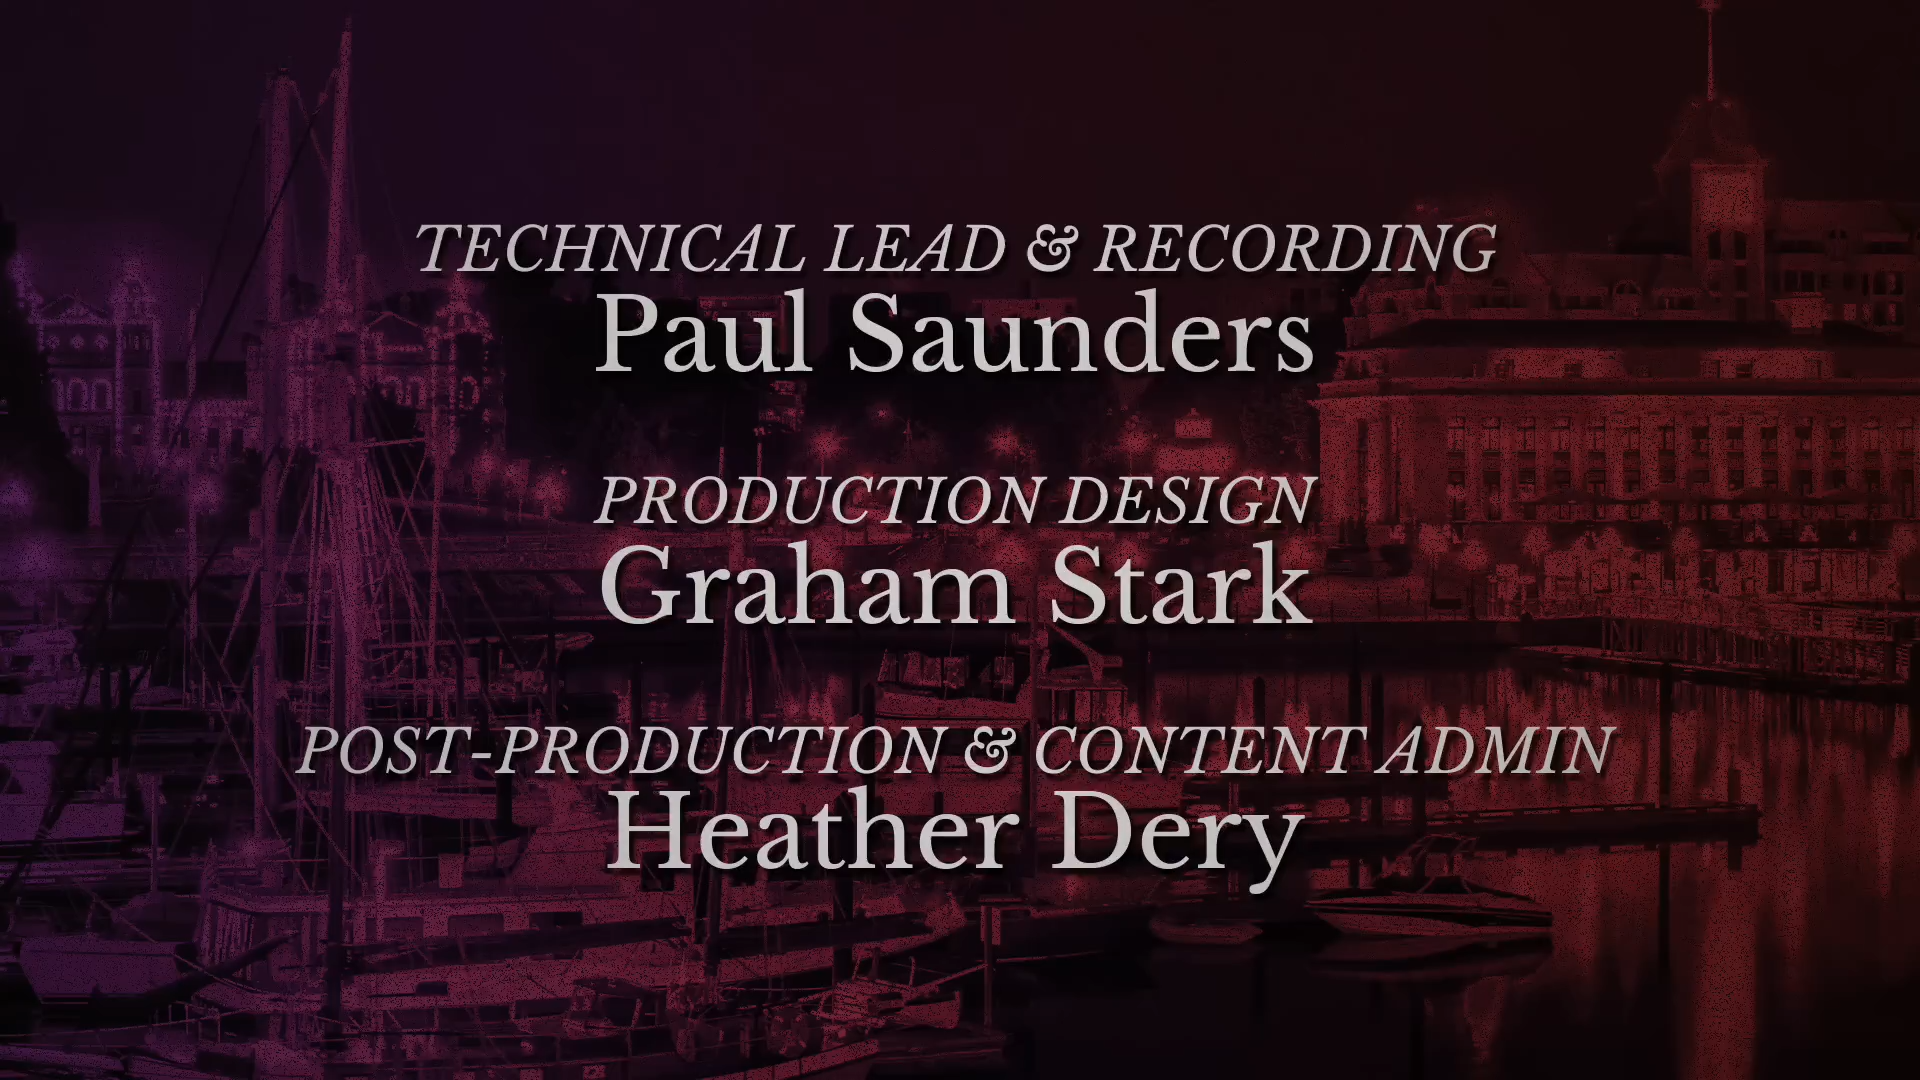 TECHNICAL LEAD & RECORDING
Paul Saunders
PRODUCTION DESIGN
Graham Stark
POST-PRODUCTION & CONTENT ADMIN
Heather Dery